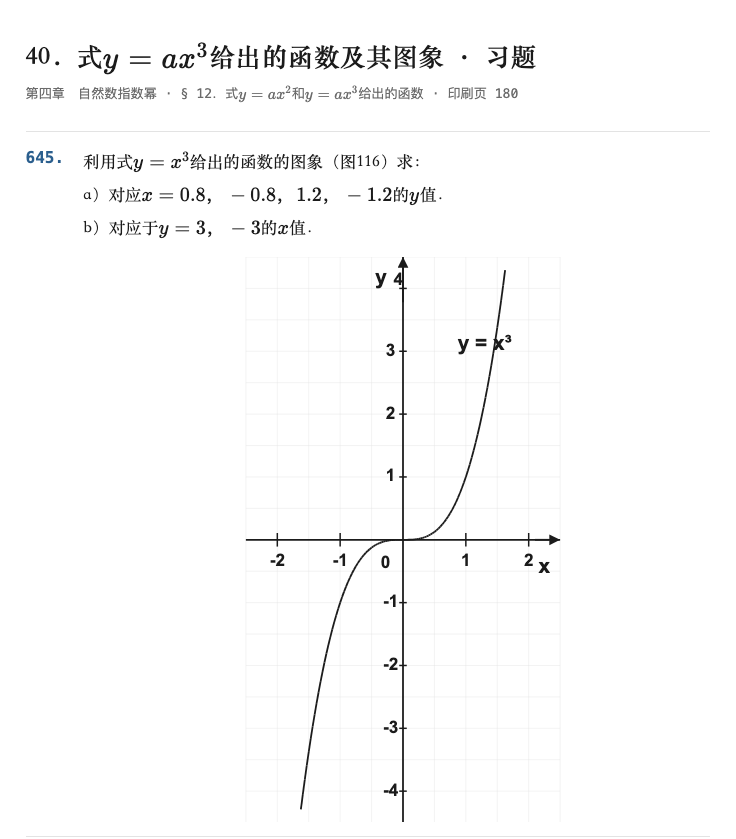 40. 式y = ax³给出的函数及其图象 · 习题
第四章 自然数指数幂 · § 12. 式y = ax²和y = ax³给出的函数 · 印刷页 180
645. 利用式y = x³给出的函数的图象（图116）求：
a）对应x = 0.8, －0.8, 1.2, －1.2的y值.
b）对应于y = 3, －3的x值.
y 4
y = x³
3
2
1
-2 -1 0 1 2 x
-1
-2
-3
-4